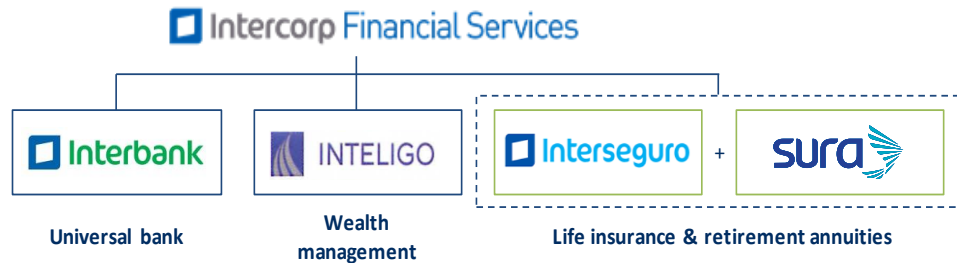 Intercorp Financial Services
Interbank
INTELIGO
Interseguro
+
sura
Universal bank
Wealth
management
Life insurance & retirement annuities